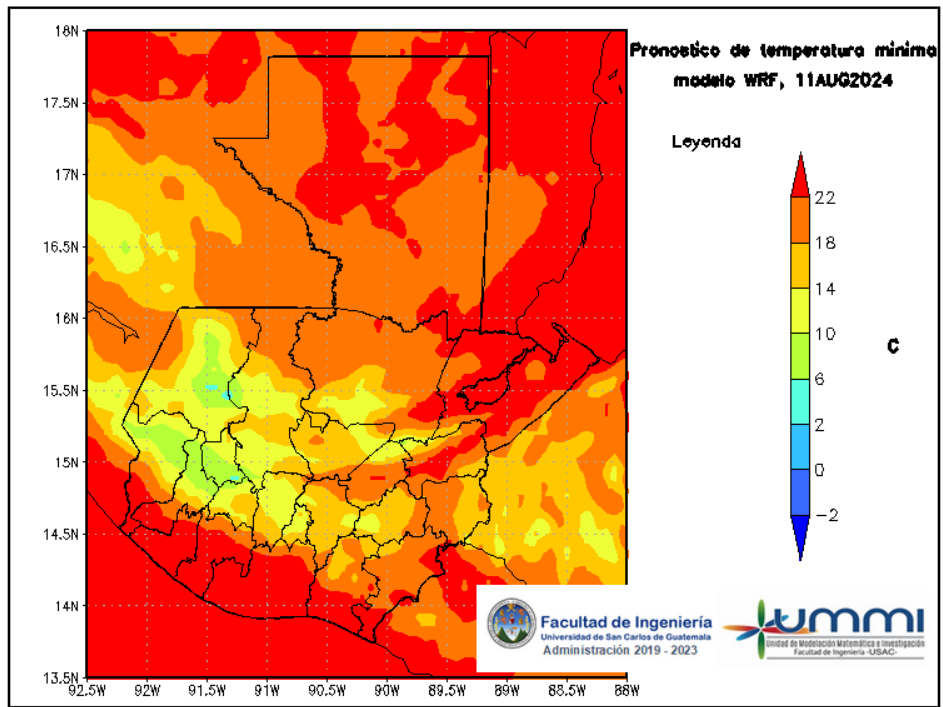 Pronostico de temperatura minima
modelo WRF, 11AUG2024
Leyenda
22
18
14
10
6
2
0
-2
C
18N
17.5N
17N
16.5N
16N
15.5N
15N
14.5N
14N
13.5N
92.5W
92W
91.5W
91W
90.5W
90W
89.5W
89W
88.5W
88W
Facultad de Ingeniería
Universidad de San Carlos de Guatemala
Administración 2019 - 2023
ummi
Unidad de Modelación Matemática e Investigación
Facultad de Ingeniería -USAC-